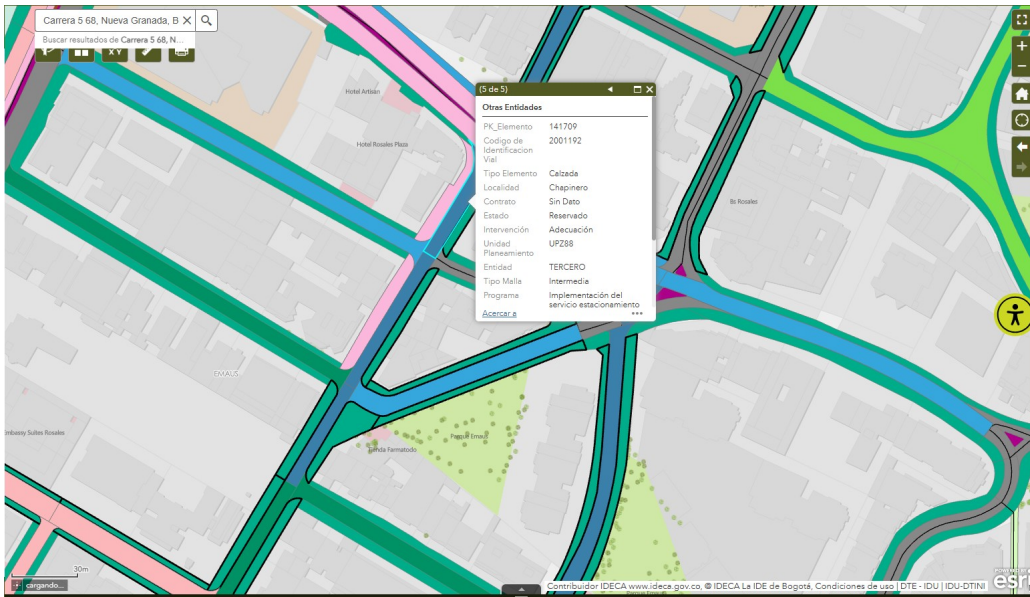 Carrera 5 68, Nueva Granada, B
Buscar resultados de Carrera 5 68, N...
X Y
Hotel Artisan
Hotel Rosales Plaza
(5 de 5)
Otras Entidades
PK_Elemento 141709
Codigo de Identificacion Vial 2001192
Tipo Elemento Calzada
Localidad Chapinero
Contrato Sin Dato
Estado Reservado
Intervención Adecuación
Unidad Planeamiento UPZ88
Entidad TERCERO
Tipo Malla Intermedia
Programa Implementación del servicio estacionamiento
Acercar a
Bs Rosales
EMAUS
Embassy Suites Rosales
Parque Emaus
Tienda Farmatodo
30m
cargando...
Parque Emaus
Contribuidor IDECA www.ideca.gov.co, © IDECA La IDE de Bogotá, Condiciones de uso | DTE - IDU | IDU-DTINI
esri